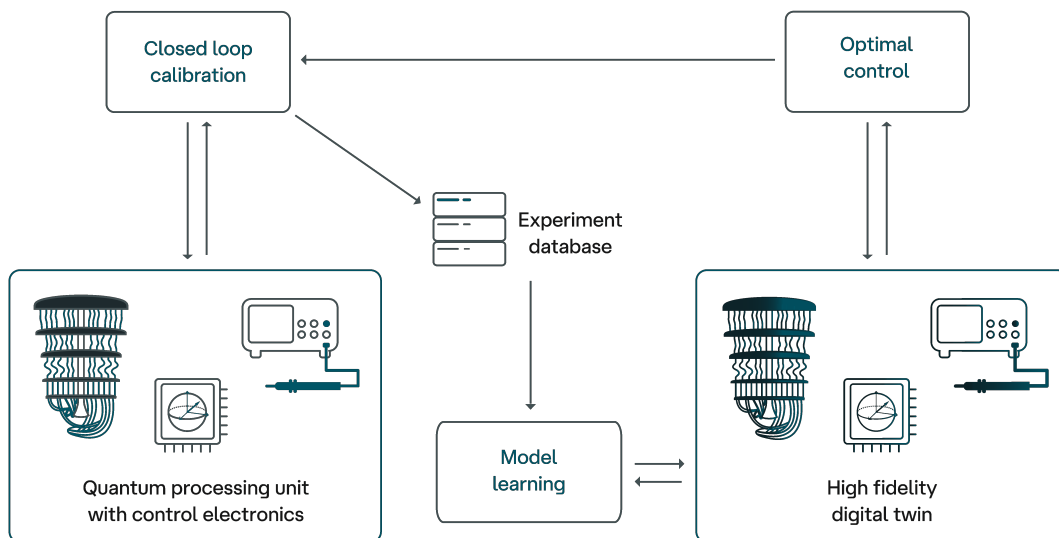 Closed loop
calibration
Optimal
control
Experiment
database
Model
learning
Quantum processing unit
with control electronics
High fidelity
digital twin